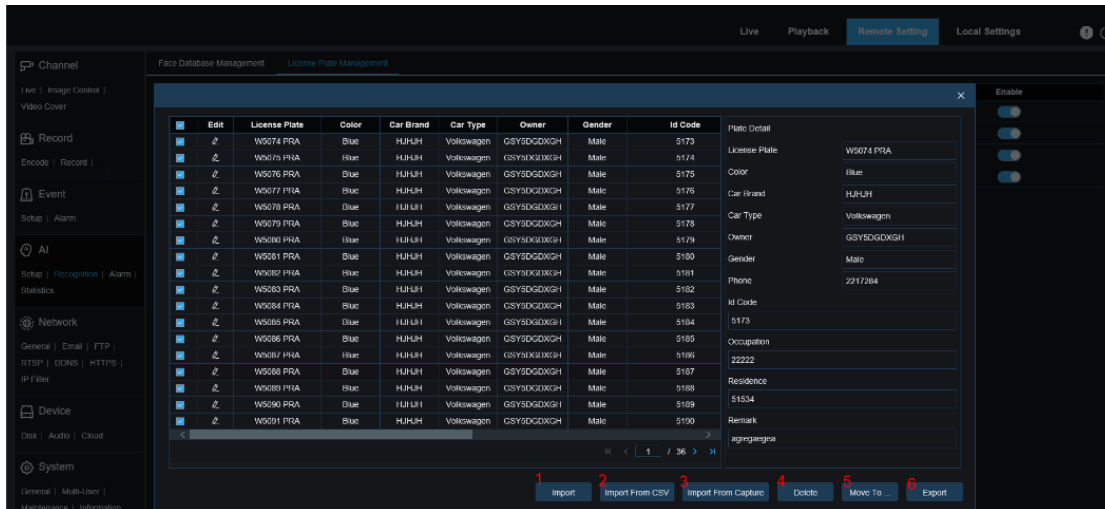 Live Playback Remote Setting Local Settings
Channel
Live | Image Control |
Video Cover
Record
Encode | Record |
Event
Setup | Alarm
AI
Setup | Recognition | Alarm |
Statistics
Network
General | Email | FTP |
RTSP | DDNS | HTTPS |
IP Filter
Device
Disk | Audio | Cloud
System
General | Multi-User |
Maintenance | Information
Face Database Management License Plate Management
Enable
Edit License Plate Color Car Brand Car Type Owner Gender Id Code
W5074 PRA Blue HJHJH Volkswagen GSY5DGDXGH Male 5173
W5075 PRA Blue HJHJH Volkswagen GSY5DGDXGH Male 5174
W5076 PRA Blue HJHJH Volkswagen GSY5DGDXGH Male 5175
W5077 PRA Blue HJHJH Volkswagen GSY5DGDXGH Male 5176
W5078 PRA Blue HJHJH Volkswagen GSY5DGDXGH Male 5177
W5079 PRA Blue HJHJH Volkswagen GSY5DGDXGH Male 5178
W5080 PRA Blue HJHJH Volkswagen GSY5DGDXGH Male 5179
W5081 PRA Blue HJHJH Volkswagen GSY5DGDXGH Male 5180
W5082 PRA Blue HJHJH Volkswagen GSY5DGDXGH Male 5181
W5083 PRA Blue HJHJH Volkswagen GSY5DGDXGH Male 5182
W5084 PRA Blue HJHJH Volkswagen GSY5DGDXGH Male 5183
W5085 PRA Blue HJHJH Volkswagen GSY5DGDXGH Male 5184
W5086 PRA Blue HJHJH Volkswagen GSY5DGDXGH Male 5185
W5087 PRA Blue HJHJH Volkswagen GSY5DGDXGH Male 5186
W5088 PRA Blue HJHJH Volkswagen GSY5DGDXGH Male 5187
W5089 PRA Blue HJHJH Volkswagen GSY5DGDXGH Male 5188
W5090 PRA Blue HJHJH Volkswagen GSY5DGDXGH Male 5189
W5091 PRA Blue HJHJH Volkswagen GSY5DGDXGH Male 5190
1 / 36
Plate Detail
License Plate W5074 PRA
Color Blue
Car Brand HJHJH
Car Type Volkswagen
Owner GSY5DGDXGH
Gender Male
Phone 2217284
Id Code
5173
Occupation
22222
Residence
51534
Remark
agregaegea
1 2 3 4 5 6
Import Import From CSV Import From Capture Delete Move To ... Export